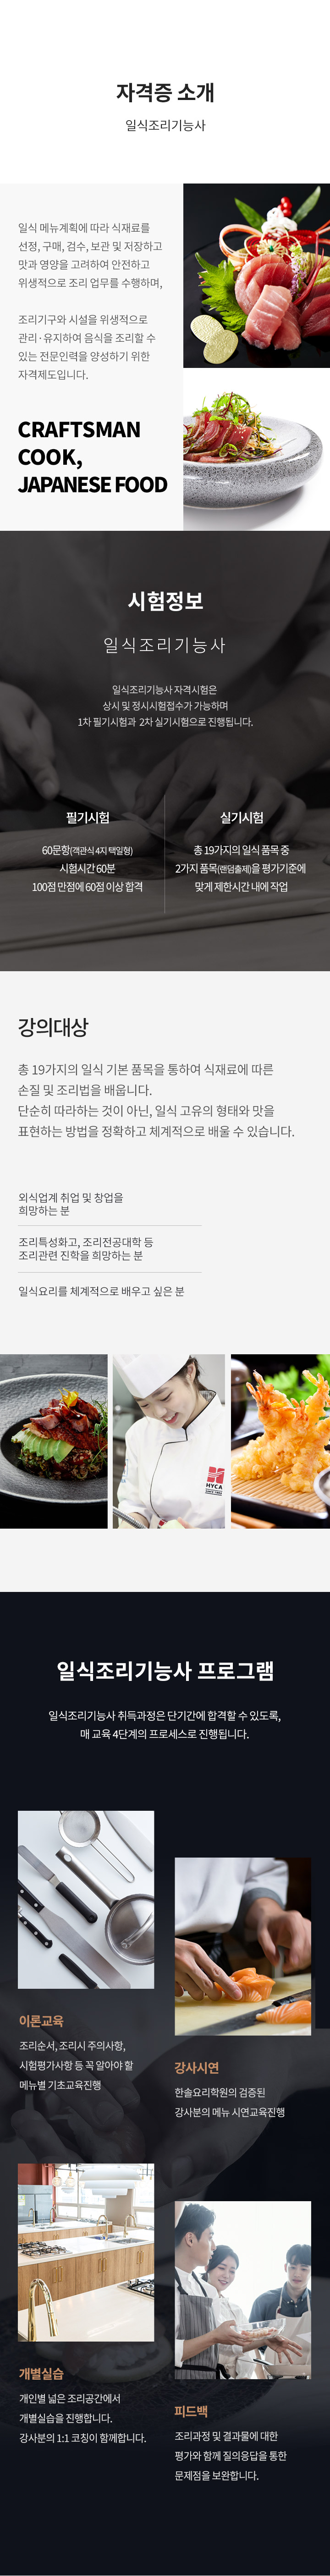 자격증 소개
일식조리기능사
일식 메뉴계획에 따라 식재료를
선정, 구매, 검수, 보관 및 저장하고
맛과 영양을 고려하여 안전하고
위생적으로 조리 업무를 수행하며,
조리기구와 시설을 위생적으로
관리·유지하여 음식을 조리할 수
있는 전문인력을 양성하기 위한
자격제도입니다.
CRAFTSMAN
COOK,
JAPANESE FOOD
시험정보
일식조리기능사
일식조리기능사 자격시험은
상시 및 정시시험접수가 가능하며
1차 필기시험과 2차 실기시험으로 진행됩니다.
필기시험
60문항(객관식 4지 택일형)
시험시간 60분
100점 만점에 60점 이상 합격
실기시험
총 19가지의 일식 품목 중
2가지 품목(랜덤출제)을 평가기준에
맞게 제한시간 내에 작업
강의대상
총 19가지의 일식 기본 품목을 통하여 식재료에 따른
손질 및 조리법을 배웁니다.
단순히 따라하는 것이 아닌, 일식 고유의 형태와 맛을
표현하는 방법을 정확하고 체계적으로 배울 수 있습니다.
외식업계 취업 및 창업을
희망하는 분
조리특성화고, 조리전공대학 등
조리관련 진학을 희망하는 분
일식요리를 체계적으로 배우고 싶은 분
HYCA
일식조리기능사 프로그램
일식조리기능사 취득과정은 단기간에 합격할 수 있도록,
매 교육 4단계의 프로세스로 진행됩니다.
이론교육
조리순서, 조리시 주의사항,
시험평가사항 등 꼭 알아야 할
메뉴별 기초교육진행
강사시연
한솔요리학원의 검증된
강사분의 메뉴 시연교육진행
개별실습
개인별 넓은 조리공간에서
개별실습을 진행합니다.
강사분의 1:1 코칭이 함께합니다.
피드백
조리과정 및 결과물에 대한
평가와 함께 질의응답을 통한
문제점을 보완합니다.